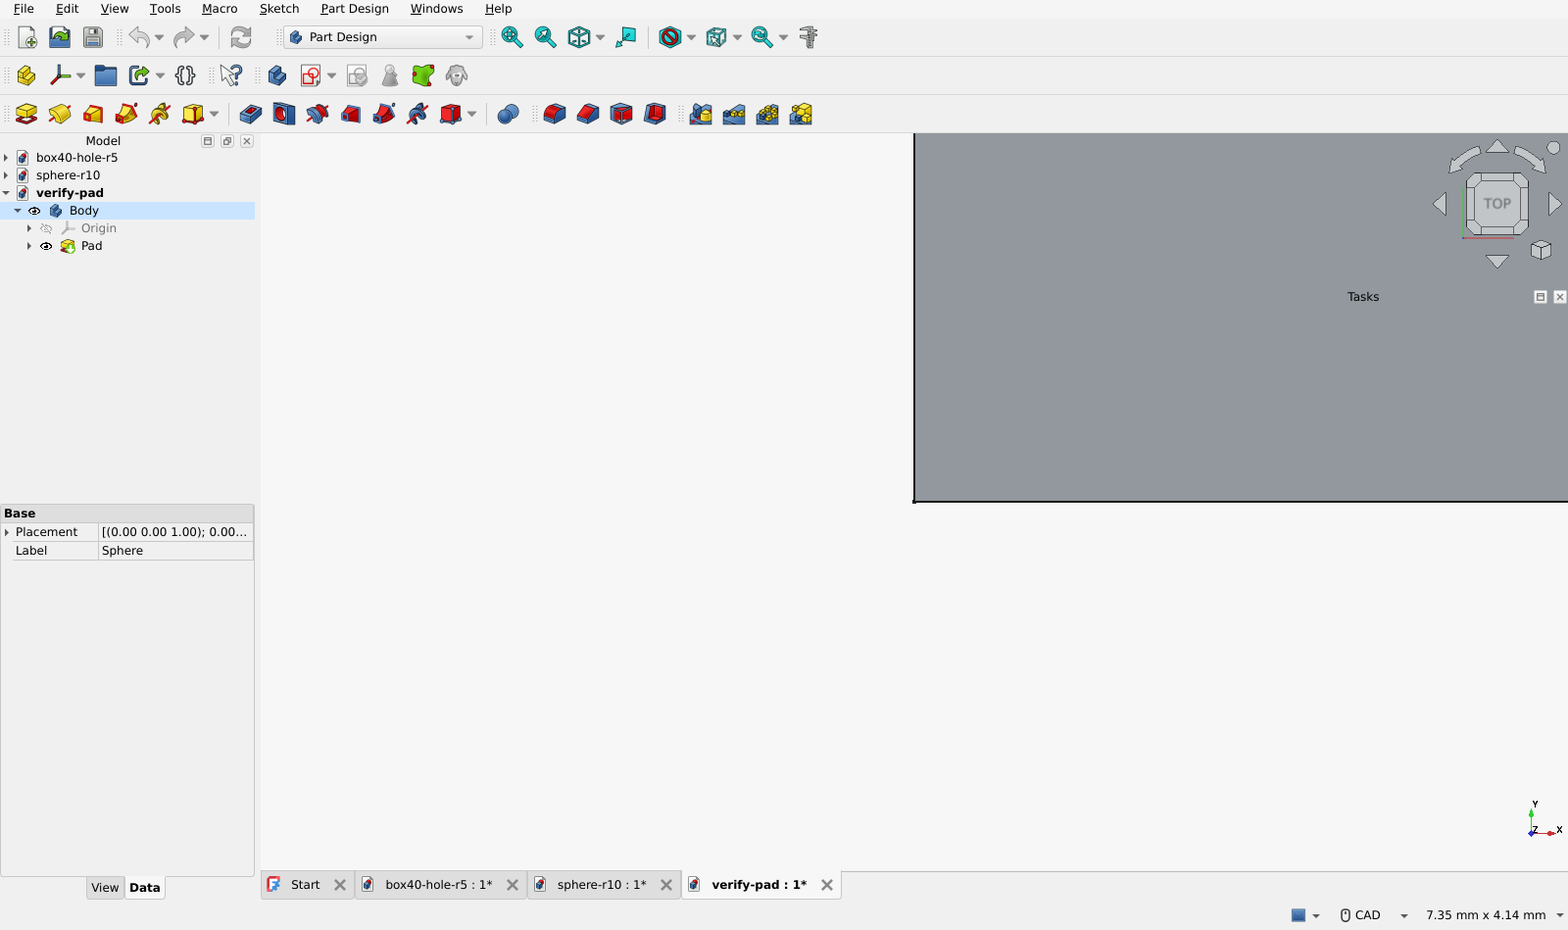 File Edit View Tools Macro Sketch Part Design Windows Help
Part Design
Model
box40-hole-r5
sphere-r10
verify-pad
Body
Origin
Pad
TOP
Tasks
Base
Placement [(0.00 0.00 1.00); 0.00...
Label Sphere
Y
Z X
View Data
Start box40-hole-r5 : 1* sphere-r10 : 1* verify-pad : 1*
CAD 7.35 mm x 4.14 mm